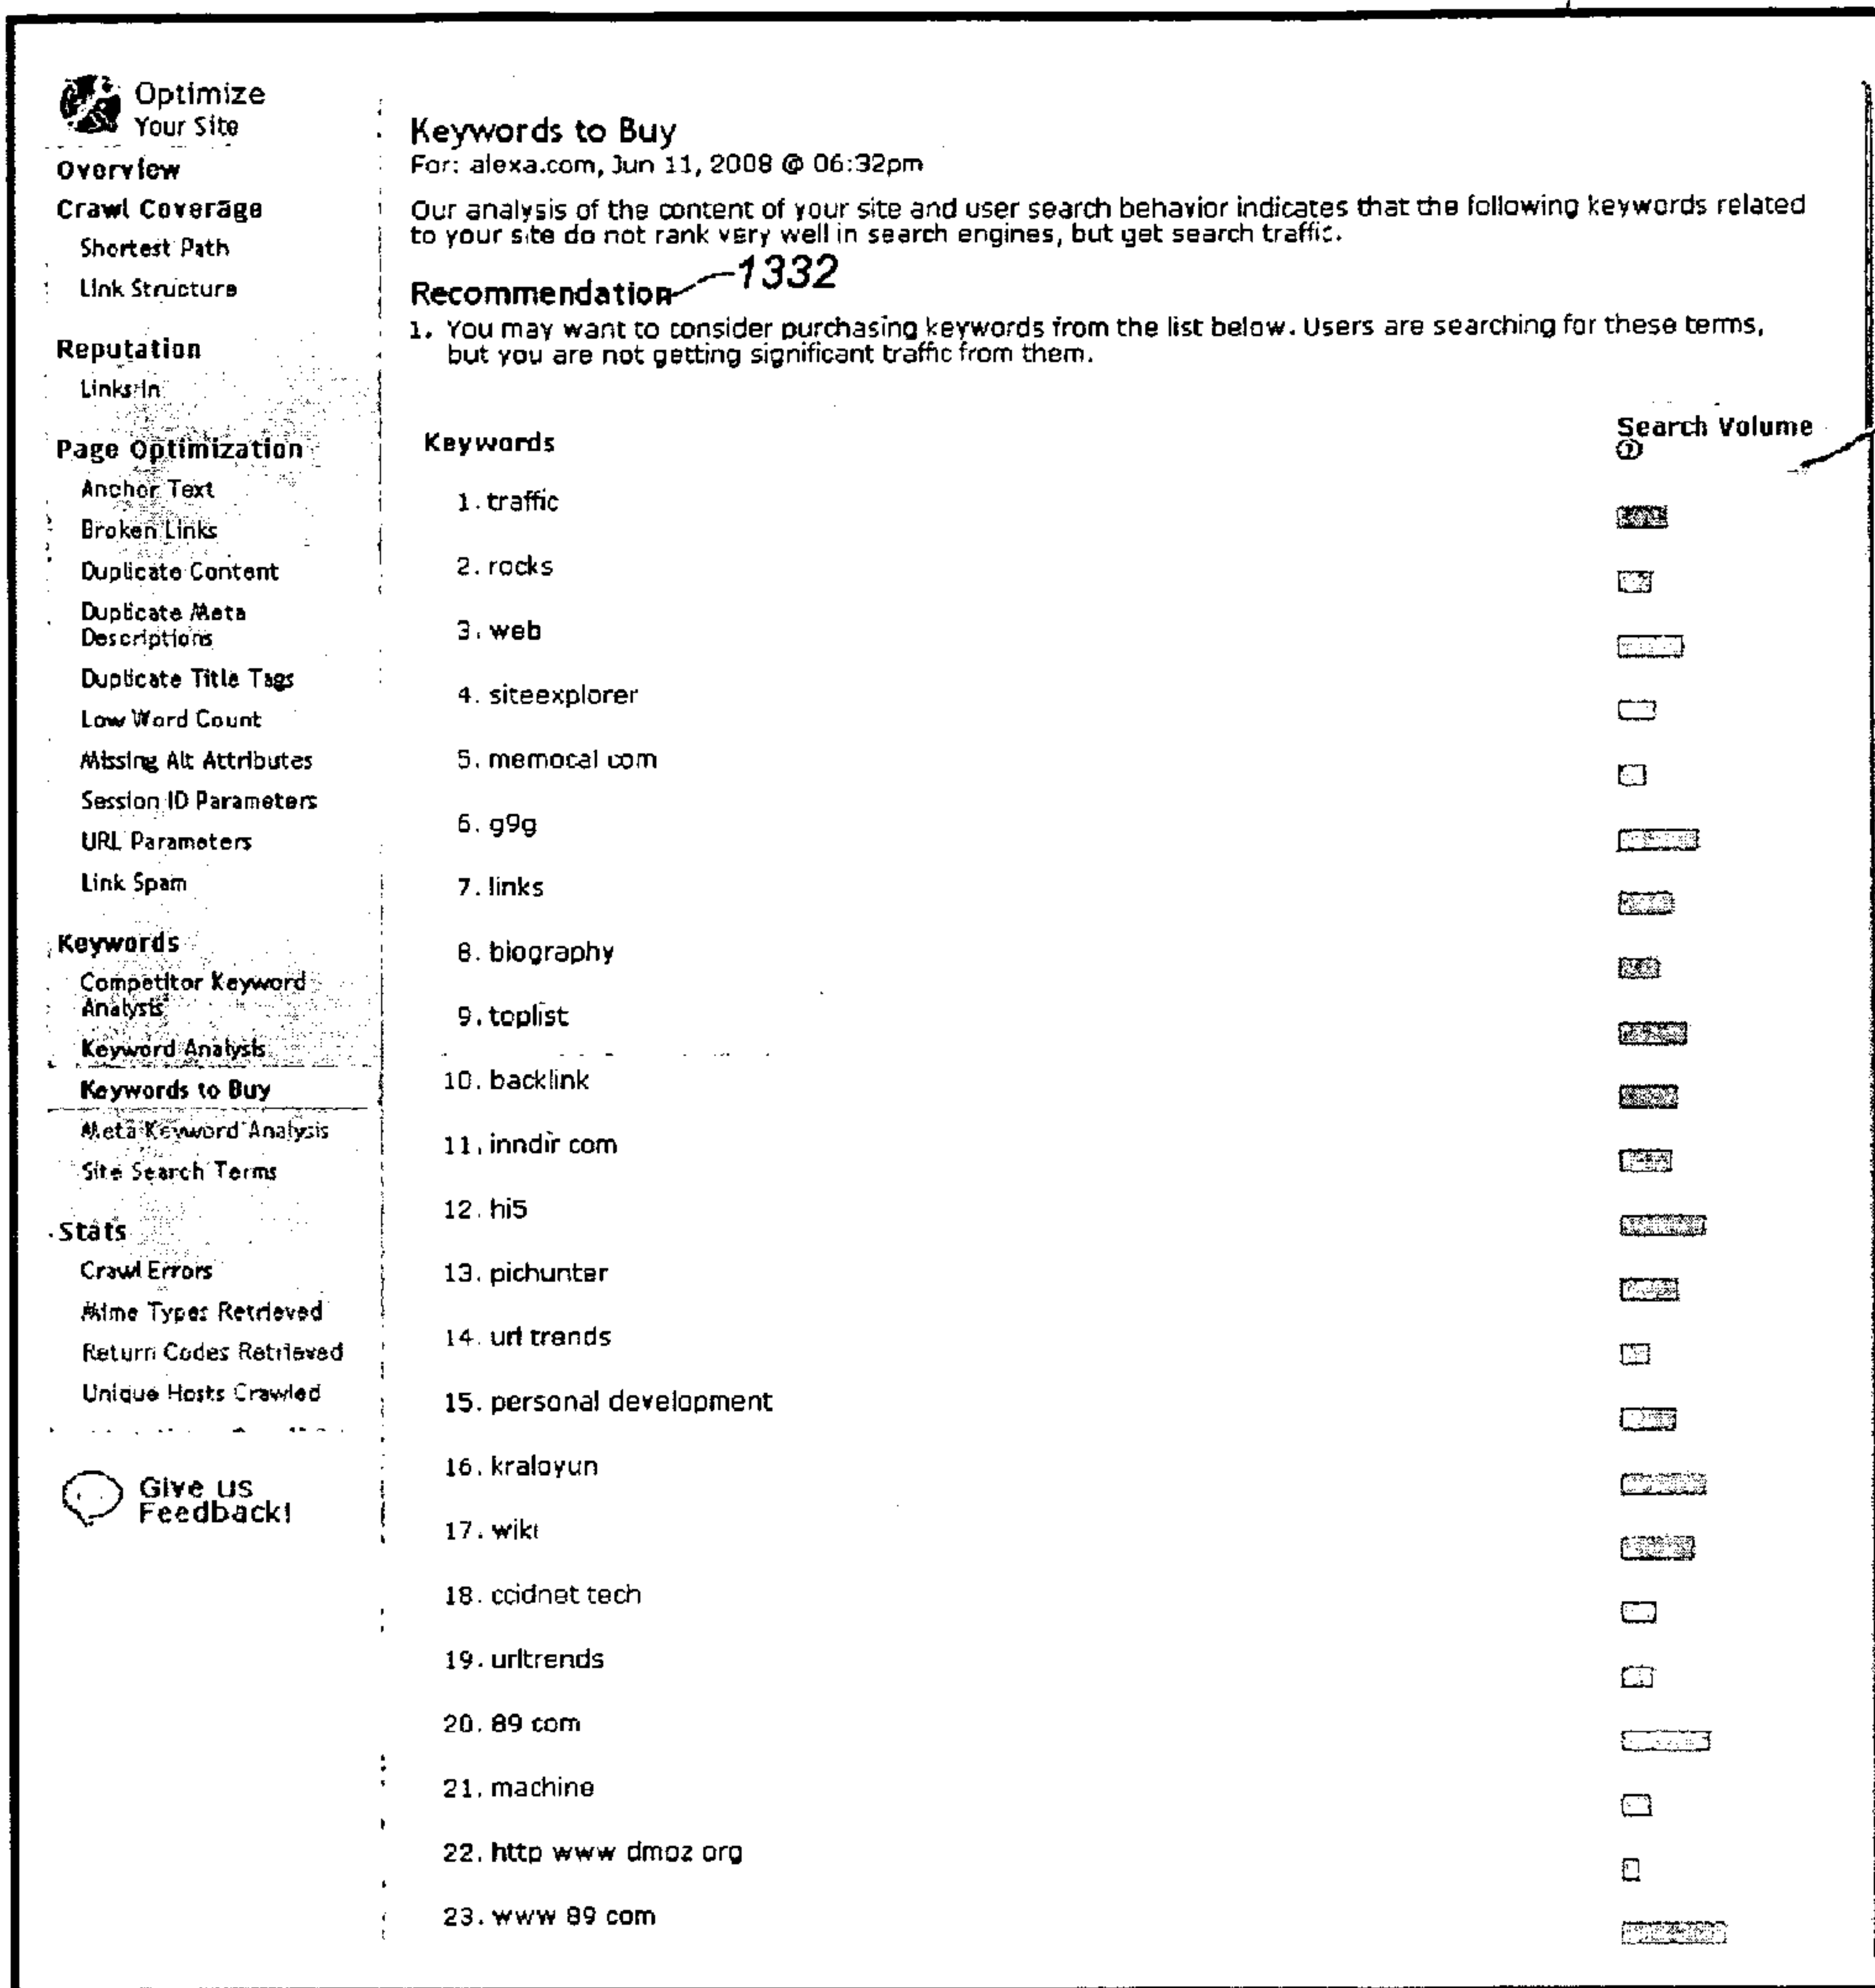 Optimize
Your Site
Overview
Crawl Coverage
Shortest Path
Link Structure
Reputation
Links In
Page Optimization
Anchor Text
Broken Links
Duplicate Content
Duplicate Meta
Descriptions
Duplicate Title Tags
Low Word Count
Missing Alt Attributes
Session ID Parameters
URL Parameters
Link Spam
Keywords
Competitor Keyword
Analysis
Keyword Analysis
Keywords to Buy
Meta Keyword Analysis
Site Search Terms
Stats
Crawl Errors
Mime Types Retrieved
Return Codes Retrieved
Unique Hosts Crawled
Give us
Feedback!
Keywords to Buy
For: alexa.com, Jun 11, 2008 @ 06:32pm
Our analysis of the content of your site and user search behavior indicates that the following keywords related
to your site do not rank very well in search engines, but get search traffic.
Recommendation 1332
1. You may want to consider purchasing keywords from the list below. Users are searching for these terms,
but you are not getting significant traffic from them.
Keywords Search Volume
1. traffic
2. rocks
3. web
4. siteexplorer
5. memocal com
6. g9g
7. links
8. biography
9. toplist
10. backlink
11. inndir com
12. hi5
13. pichunter
14. url trends
15. personal development
16. kraloyun
17. wiki
18. ccidnet tech
19. urltrends
20. 89 com
21. machine
22. http www dmoz org
23. www 89 com